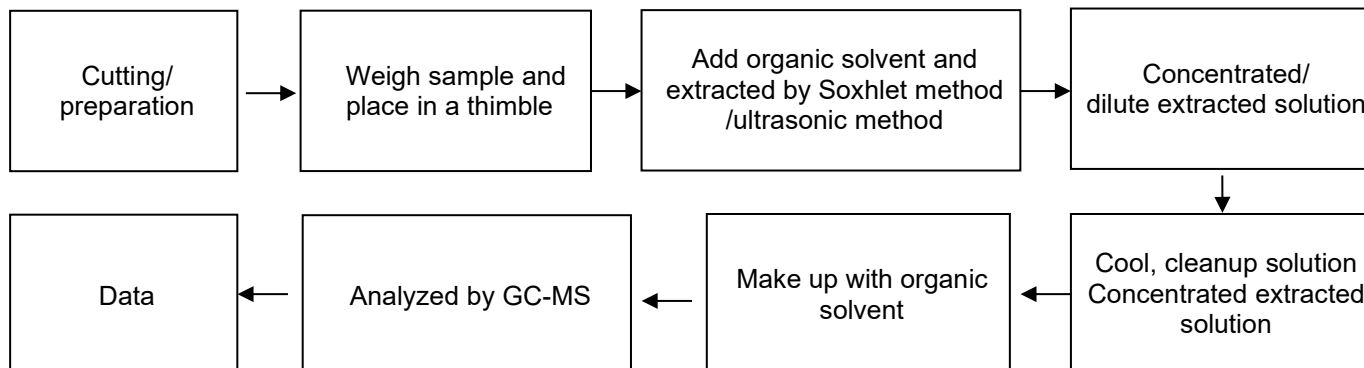 Cutting/
preparation
Weigh sample and
place in a thimble
Add organic solvent and
extracted by Soxhlet method
/ultrasonic method
Concentrated/
dilute extracted solution
Cool, cleanup solution
Concentrated extracted
solution
Make up with organic
solvent
Analyzed by GC-MS
Data